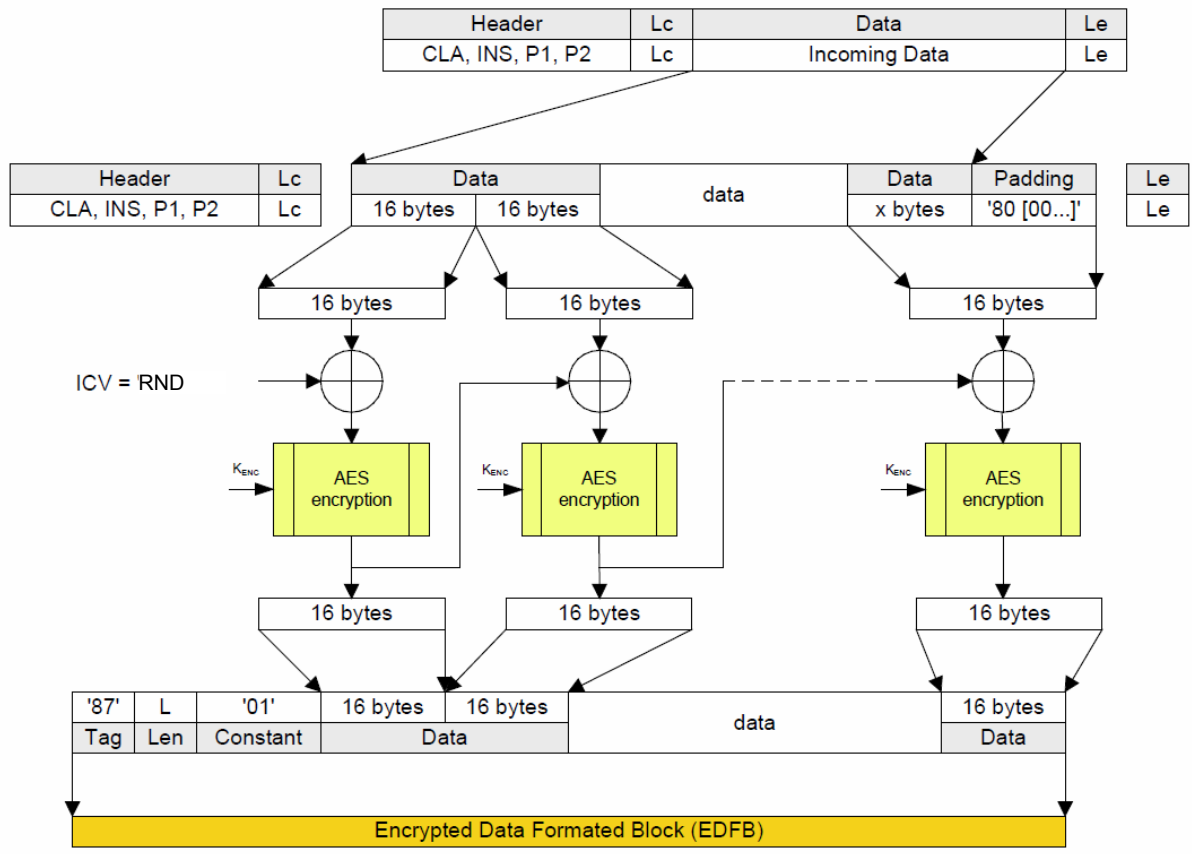 Header Lc Data Le
CLA, INS, P1, P2 Lc Incoming Data Le
Header Lc Data data Data Padding Le
CLA, INS, P1, P2 Lc 16 bytes 16 bytes x bytes '80 [00...]' Le
16 bytes 16 bytes 16 bytes
ICV = 'RND
KENC AES encryption KENC AES encryption KENC AES encryption
16 bytes 16 bytes 16 bytes
'87' L '01' 16 bytes 16 bytes data 16 bytes
Tag Len Constant Data Data
Encrypted Data Formated Block (EDFB)